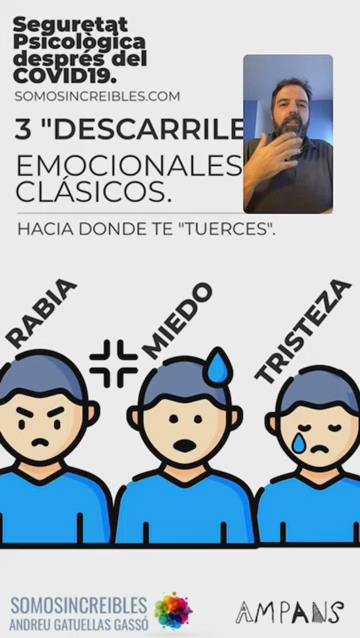 Seguretat
Psicològica
després del
COVID19.
SOMOSINCREIBLES.COM
3 "DESCARRILE
EMOCIONALES
CLÁSICOS.
HACIA DONDE TE "TUERCES".
RABIA
MIEDO
TRISTEZA
SOMOSINCREIBLES
ANDREU GATUELLAS GASSÓ
AMPANS